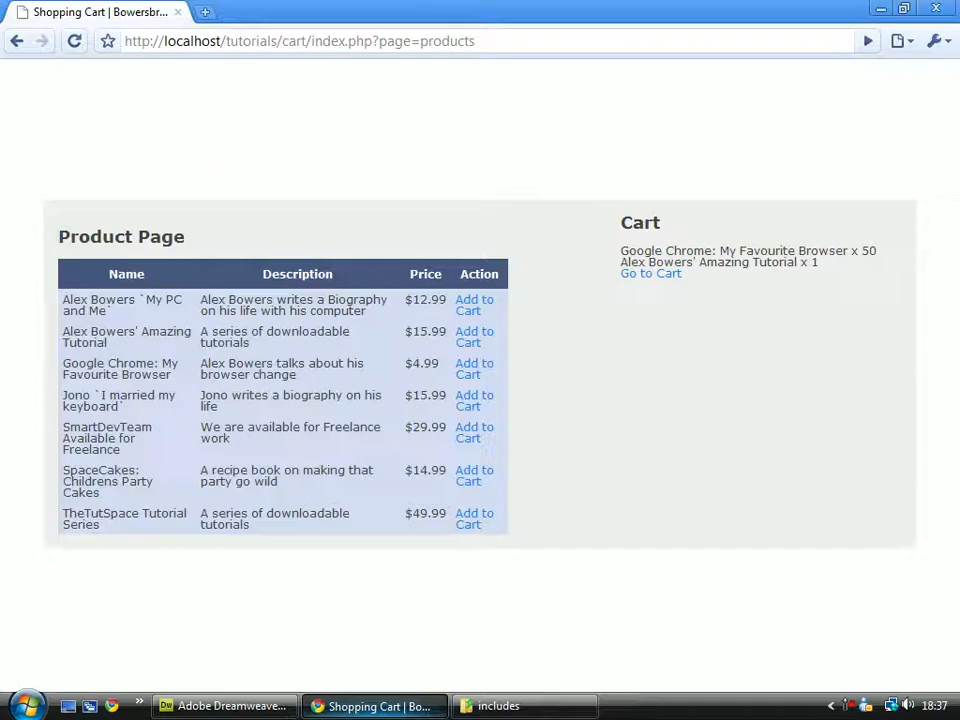 Shopping Cart | Bowersbr...
http://localhost/tutorials/cart/index.php?page=products
Product Page
Name Description Price Action
Alex Bowers `My PC Alex Bowers writes a Biography $12.99 Add to
and Me` on his life with his computer Cart
Alex Bowers' Amazing A series of downloadable $15.99 Add to
Tutorial tutorials Cart
Google Chrome: My Alex Bowers talks about his $4.99 Add to
Favourite Browser browser change Cart
Jono `I married my Jono writes a biography on his $15.99 Add to
keyboard` life Cart
SmartDevTeam We are available for Freelance $29.99 Add to
Available for work Cart
Freelance
SpaceCakes: A recipe book on making that $14.99 Add to
Childrens Party party go wild Cart
Cakes
TheTutSpace Tutorial A series of downloadable $49.99 Add to
Series tutorials Cart
Cart
Google Chrome: My Favourite Browser x 50
Alex Bowers' Amazing Tutorial x 1
Go to Cart
Adobe Dreamweave... Shopping Cart | Bo... includes 18:37